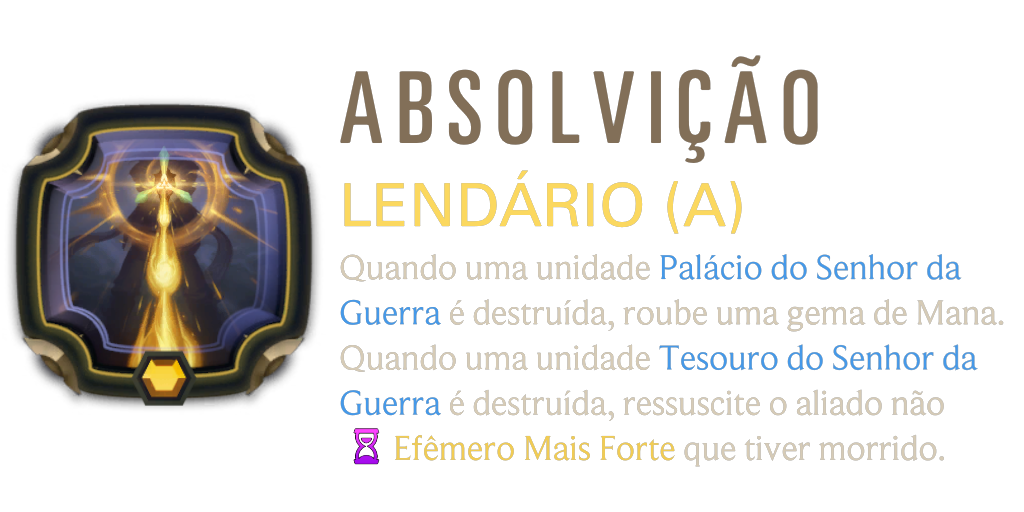 ABSOLVIÇÃO
LENDÁRIO (A)
Quando uma unidade Palácio do Senhor da
Guerra é destruída, roube uma gema de Mana.
Quando uma unidade Tesouro do Senhor da
Guerra é destruída, ressuscite o aliado não
Efêmero Mais Forte que tiver morrido.